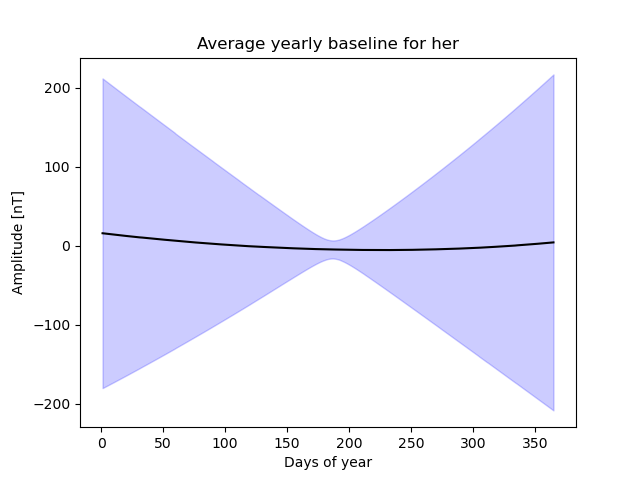 Average yearly baseline for her
200
100
0
−100
−200
Amplitude [nT]
0 50 100 150 200 250 300 350
Days of year